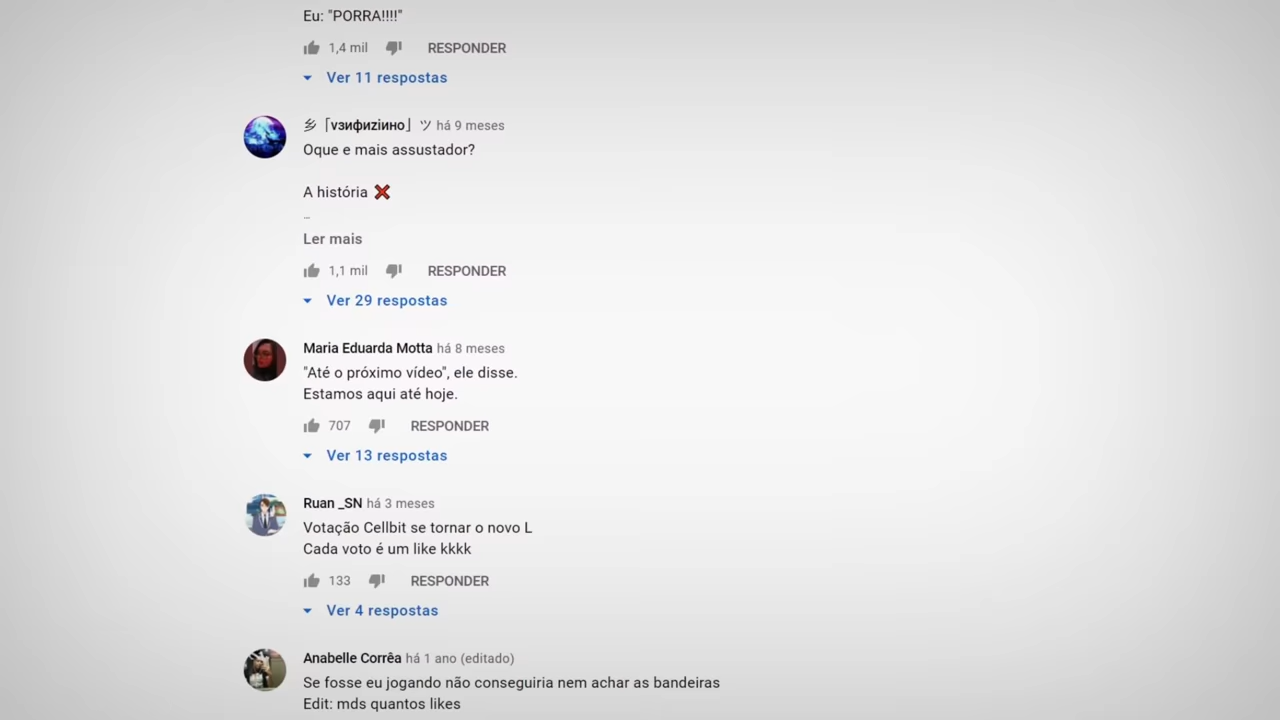 Eu: "PORRA!!!!"
1,4 mil RESPONDER
Ver 11 respostas
乡「vзифиziино」ツ há 9 meses
Oque e mais assustador?
A história ❌
...
Ler mais
1,1 mil RESPONDER
Ver 29 respostas
Maria Eduarda Motta há 8 meses
"Até o próximo vídeo", ele disse.
Estamos aqui até hoje.
707 RESPONDER
Ver 13 respostas
Ruan _SN há 3 meses
Votação Cellbit se tornar o novo L
Cada voto é um like kkkk
133 RESPONDER
Ver 4 respostas
Anabelle Corrêa há 1 ano (editado)
Se fosse eu jogando não conseguiria nem achar as bandeiras
Edit: mds quantos likes